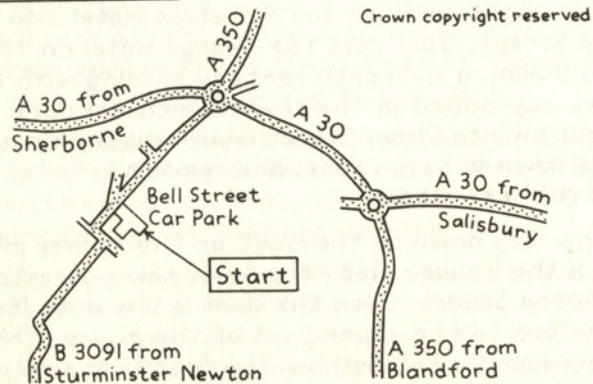 Crown copyright reserved
A 350
A 30 from
Sherborne
A 30
A 30 from
Salisbury
Bell Street
Car Park
Start
B 3091 from
Sturminster Newton
A 350 from
Blandford